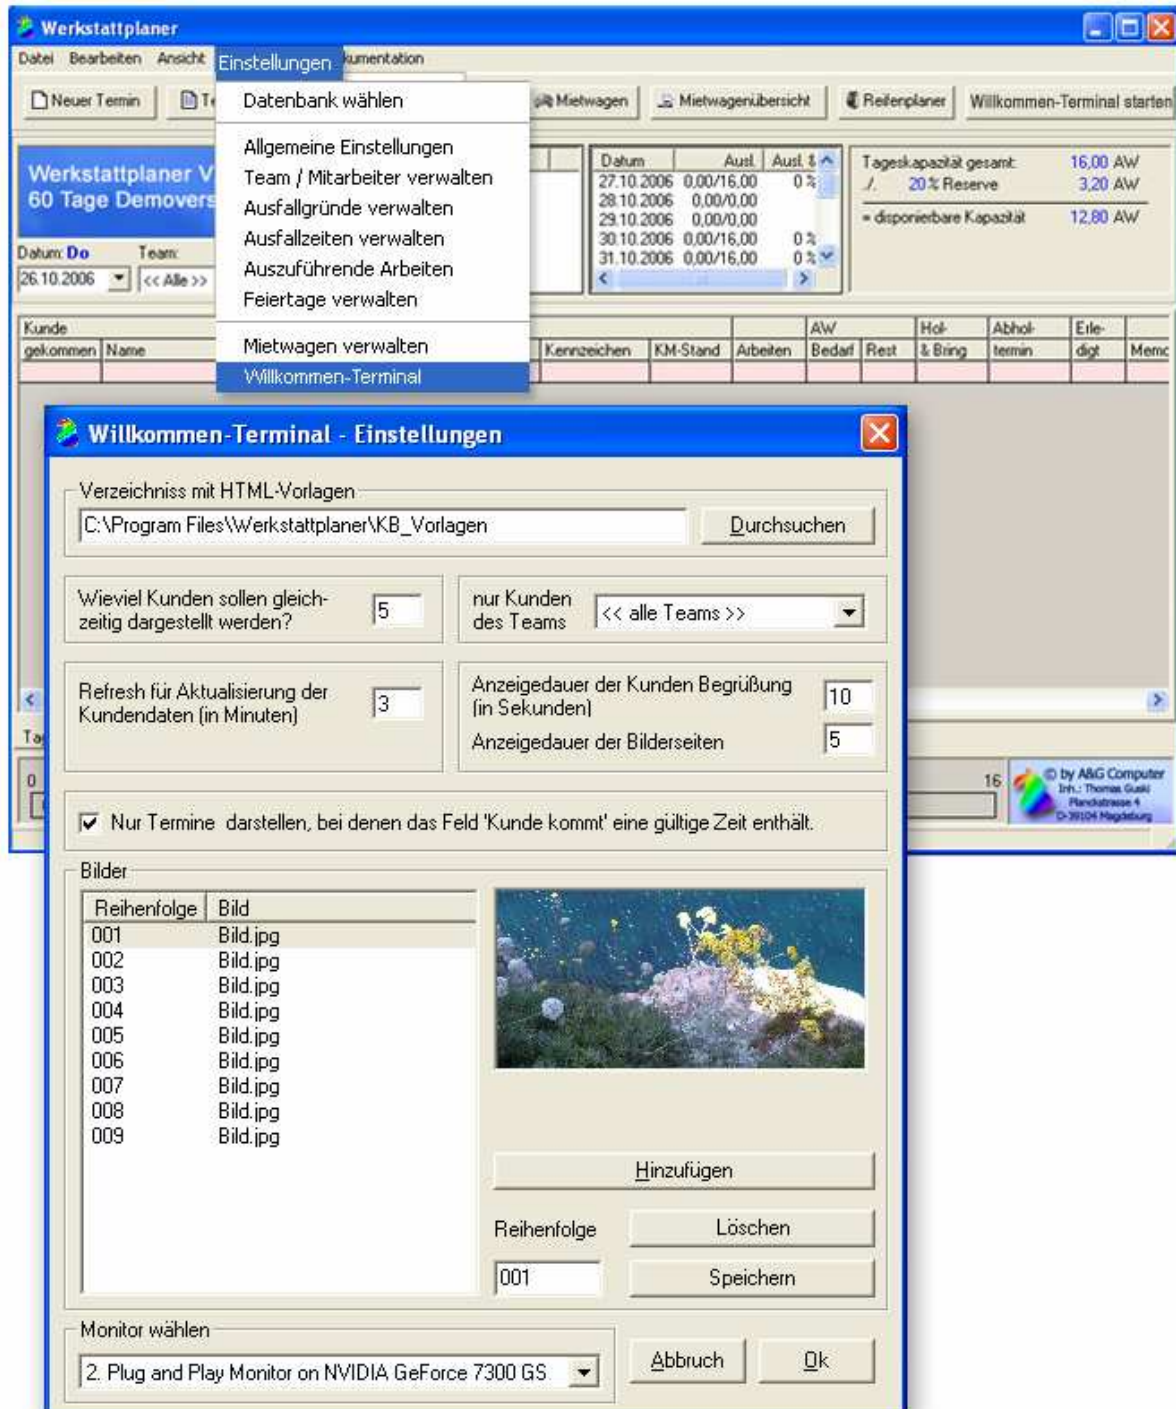 Werkstattplaner
Datei Bearbeiten Ansicht Einstellungen kumentation
Neuer Termin Mietwagen Mietwagenübersicht Reifenplaner Willkommen-Terminal starten
Datenbank wählen
Allgemeine Einstellungen
Team / Mitarbeiter verwalten
Ausfallgründe verwalten
Ausfallzeiten verwalten
Auszuführende Arbeiten
Feiertage verwalten
Mietwagen verwalten
Willkommen-Terminal
Werkstattplaner V
60 Tage Demovers
Datum: Do Team:
26.10.2006 << Alle >>
Datum Ausl. Ausl. %
27.10.2006 0,00/16,00 0 %
28.10.2006 0,00/0,00
29.10.2006 0,00/0,00
30.10.2006 0,00/16,00 0 %
31.10.2006 0,00/16,00 0 %
Tageskapazität gesamt: 16,00 AW
./. 20 % Reserve 3,20 AW
= disponierbare Kapazität 12,80 AW
Kunde AW Hol- Abhol- Erle-
gekommen Name Kennzeichen KM-Stand Arbeiten Bedarf Rest & Bring termin digt Memo
Willkommen-Terminal - Einstellungen
Verzeichniss mit HTML-Vorlagen
C:\Program Files\Werkstattplaner\KB_Vorlagen Durchsuchen
Wieviel Kunden sollen gleich-
zeitig dargestellt werden? 5
nur Kunden
des Teams << alle Teams >>
Refresh für Aktualisierung der
Kundendaten (in Minuten) 3
Anzeigedauer der Kunden Begrüßung
(in Sekunden) 10
Anzeigedauer der Bilderseiten 5
0 16
© by A&G Computer
Inh.: Thomas Guski
Planckstrasse 4
D-39104 Magdeburg
Nur Termine darstellen, bei denen das Feld 'Kunde kommt' eine gültige Zeit enthält.
Bilder
Reihenfolge Bild
001 Bild.jpg
002 Bild.jpg
003 Bild.jpg
004 Bild.jpg
005 Bild.jpg
006 Bild.jpg
007 Bild.jpg
008 Bild.jpg
009 Bild.jpg
Hinzufügen
Reihenfolge Löschen
001 Speichern
Monitor wählen
2. Plug and Play Monitor on NVIDIA GeForce 7300 GS
Abbruch Ok